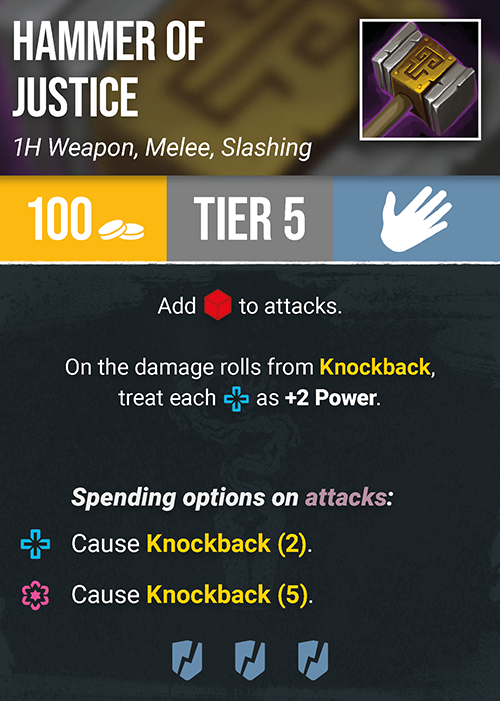 HAMMER OF
JUSTICE
1H Weapon, Melee, Slashing
100
TIER 5
Add to attacks.
On the damage rolls from Knockback,
treat each as +2 Power.
Spending options on attacks:
Cause Knockback (2).
Cause Knockback (5).